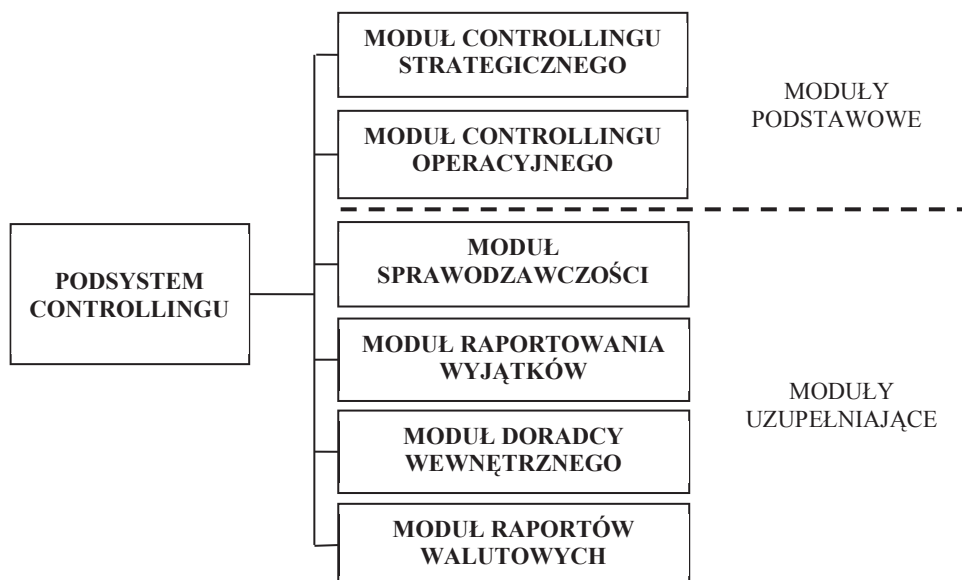 MODUŁ CONTROLLINGU
STRATEGICZNEGO
MODUŁY
PODSTAWOWE
MODUŁ CONTROLLINGU
OPERACYJNEGO
PODSYSTEM
CONTROLLINGU
MODUŁ
SPRAWODZAWCZOŚCI
MODUŁ RAPORTOWANIA
WYJĄTKÓW
MODUŁY
UZUPEŁNIAJĄCE
MODUŁ DORADCY
WEWNĘTRZNEGO
MODUŁ RAPORTÓW
WALUTOWYCH